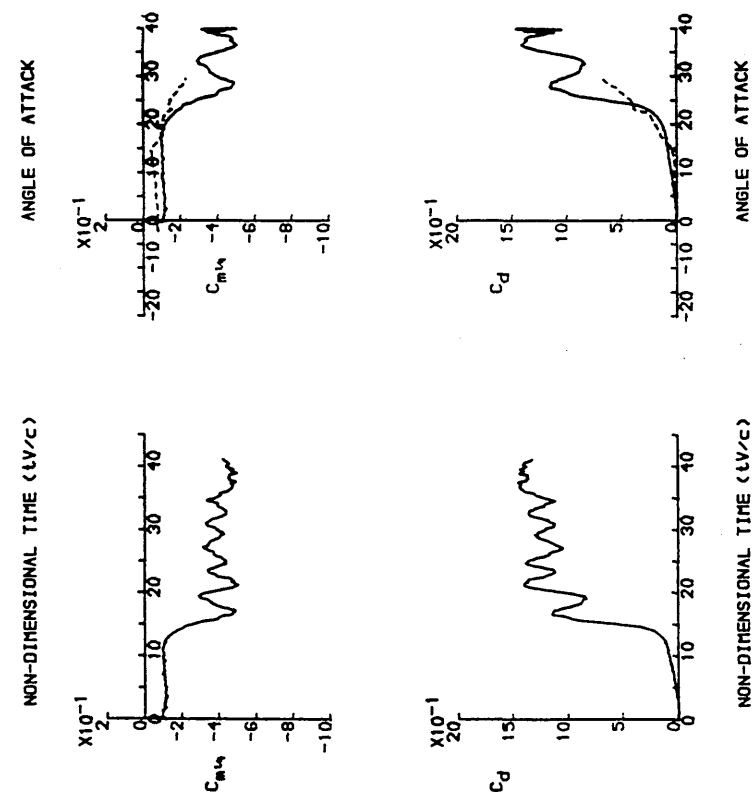 NON-DIMENSIONAL TIME (tV/c)
X10⁻¹
2
0
-2
-4
-6
-8
-10
Cm¼
0 10 20 30 40
ANGLE OF ATTACK
X10⁻¹
2
0
-2
-4
-6
-8
-10
Cm¼
-20 -10 0 10 20 30 40
X10⁻¹
20
15
10
5
0
Cd
0 10 20 30 40
NON-DIMENSIONAL TIME (tV/c)
X10⁻¹
20
15
10
5
0
Cd
-20 -10 0 10 20 30 40
ANGLE OF ATTACK